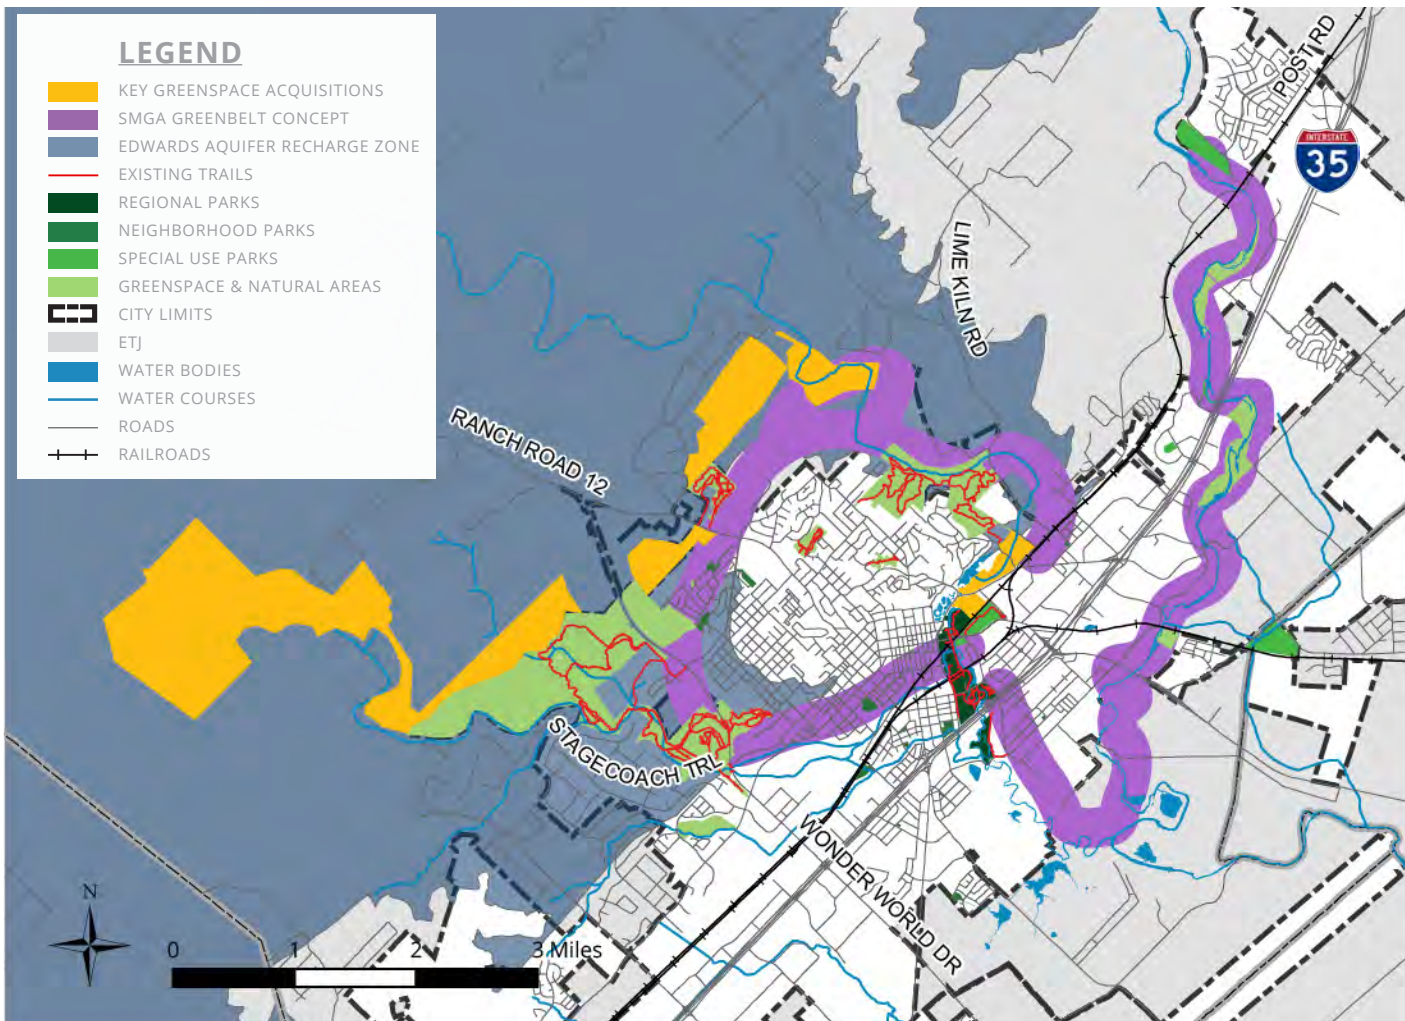 LEGEND
KEY GREENSPACE ACQUISITIONS
SMGA GREENBELT CONCEPT
EDWARDS AQUIFER RECHARGE ZONE
EXISTING TRAILS
REGIONAL PARKS
NEIGHBORHOOD PARKS
SPECIAL USE PARKS
GREENSPACE & NATURAL AREAS
CITY LIMITS
ETJ
WATER BODIES
WATER COURSES
ROADS
RAILROADS
POST RD
INTERSTATE
35
LIME KILN RD
RANCH ROAD 12
STAGECOACH TRL
WONDER WORLD DR
N
0 1 2 3 Miles